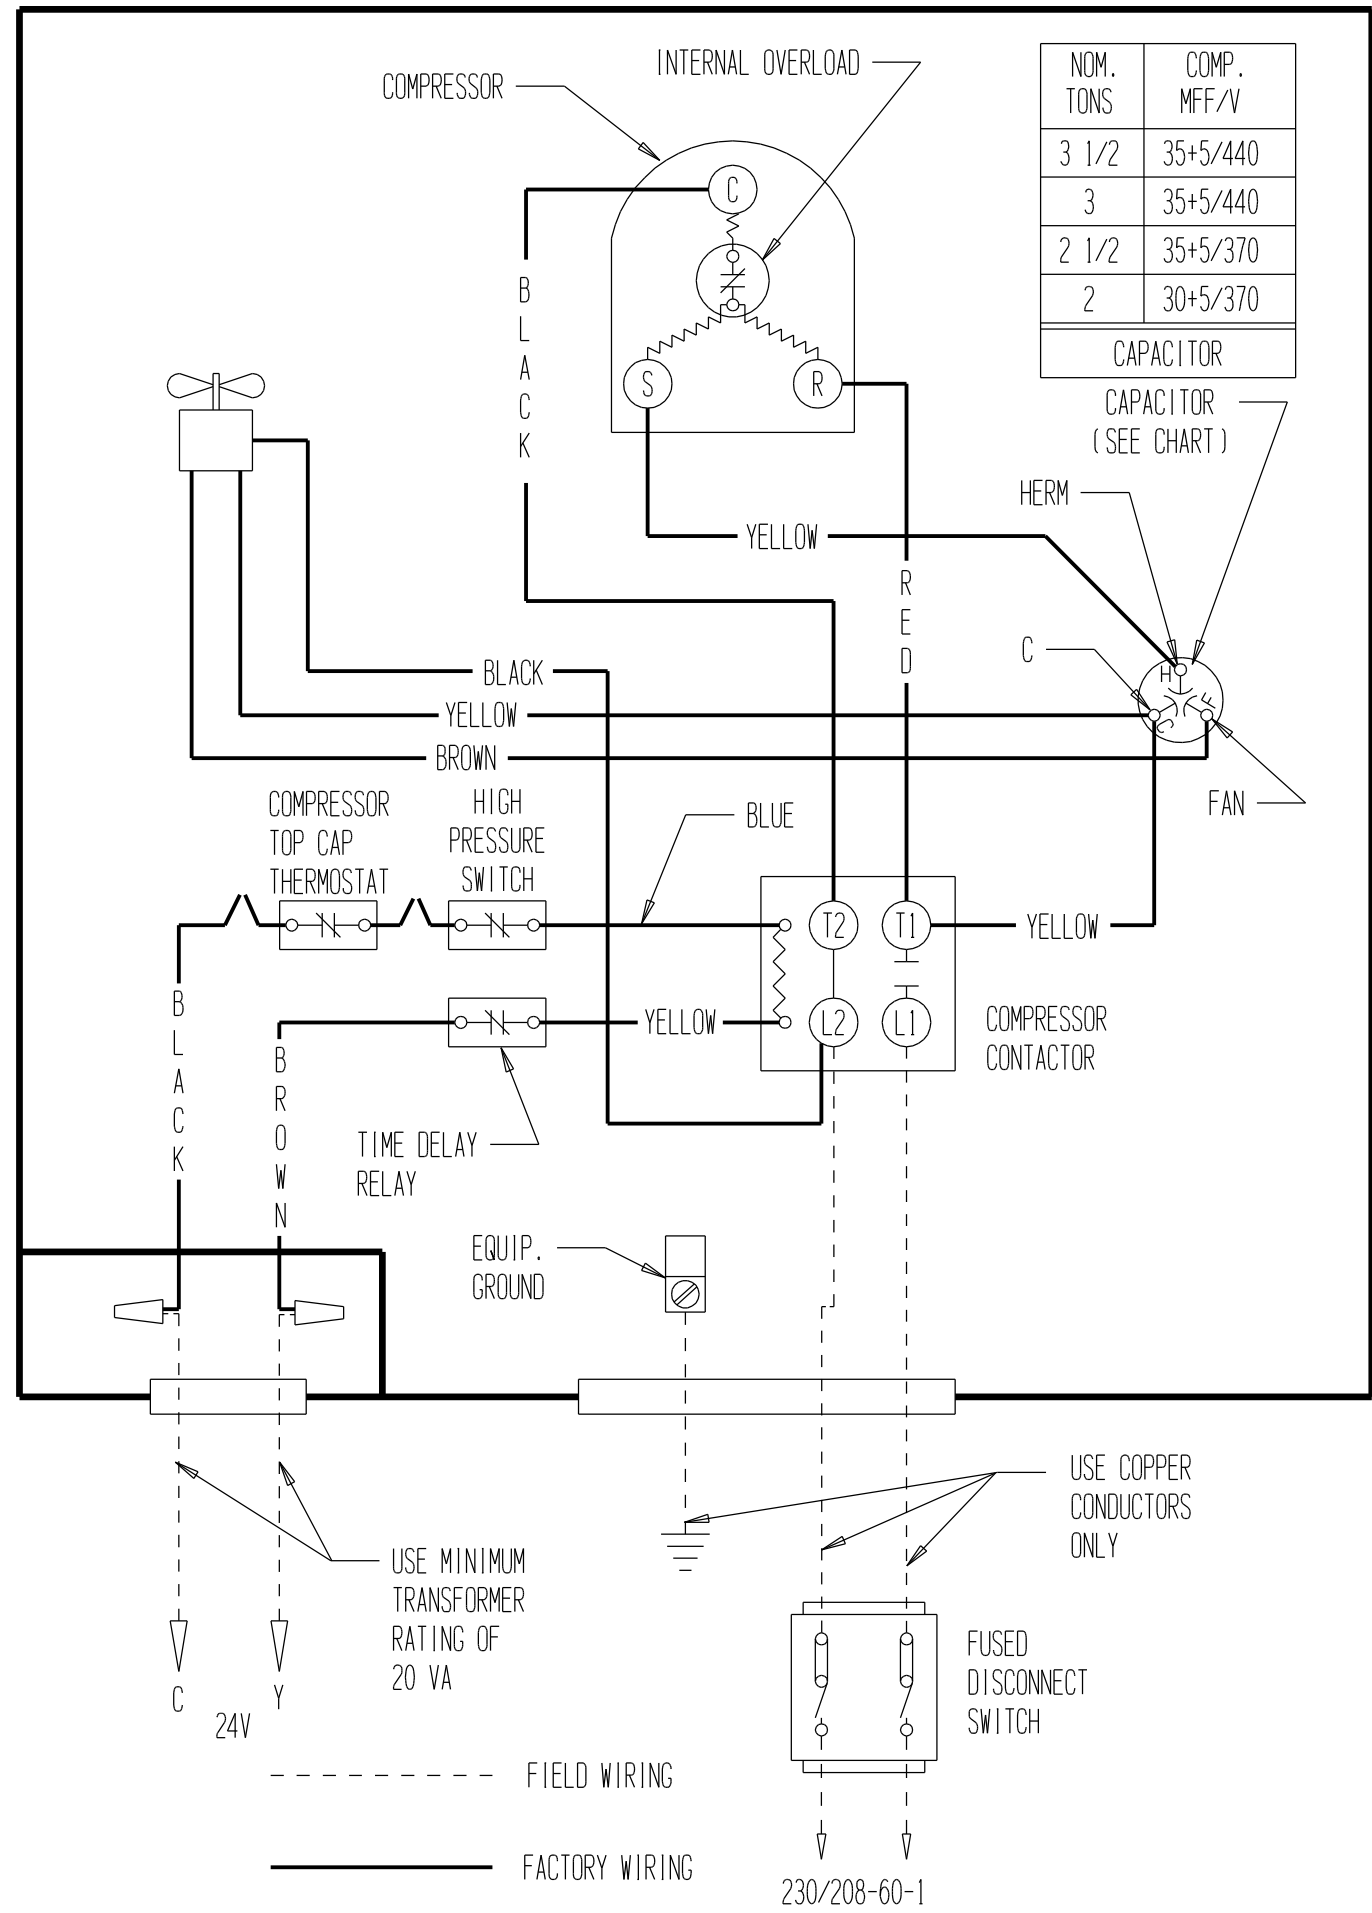 INTERNAL OVERLOAD
COMPRESSOR
NOM. TONS
COMP. MFF/V
3 1/2 35+5/440
3 35+5/440
2 1/2 35+5/370
2 30+5/370
CAPACITOR
C
S
R
BLACK
CAPACITOR
(SEE CHART)
HERM
YELLOW
RED
C
H
C
F
BLACK
YELLOW
BROWN
FAN
COMPRESSOR
TOP CAP
THERMOSTAT
HIGH
PRESSURE
SWITCH
BLUE
T2
T1
YELLOW
BLACK
BROWN
YELLOW
L2
L1
COMPRESSOR
CONTACTOR
TIME DELAY
RELAY
EQUIP.
GROUND
USE COPPER
CONDUCTORS
ONLY
USE MINIMUM
TRANSFORMER
RATING OF
20 VA
C
Y
24V
FUSED
DISCONNECT
SWITCH
FIELD WIRING
FACTORY WIRING
230/208-60-1